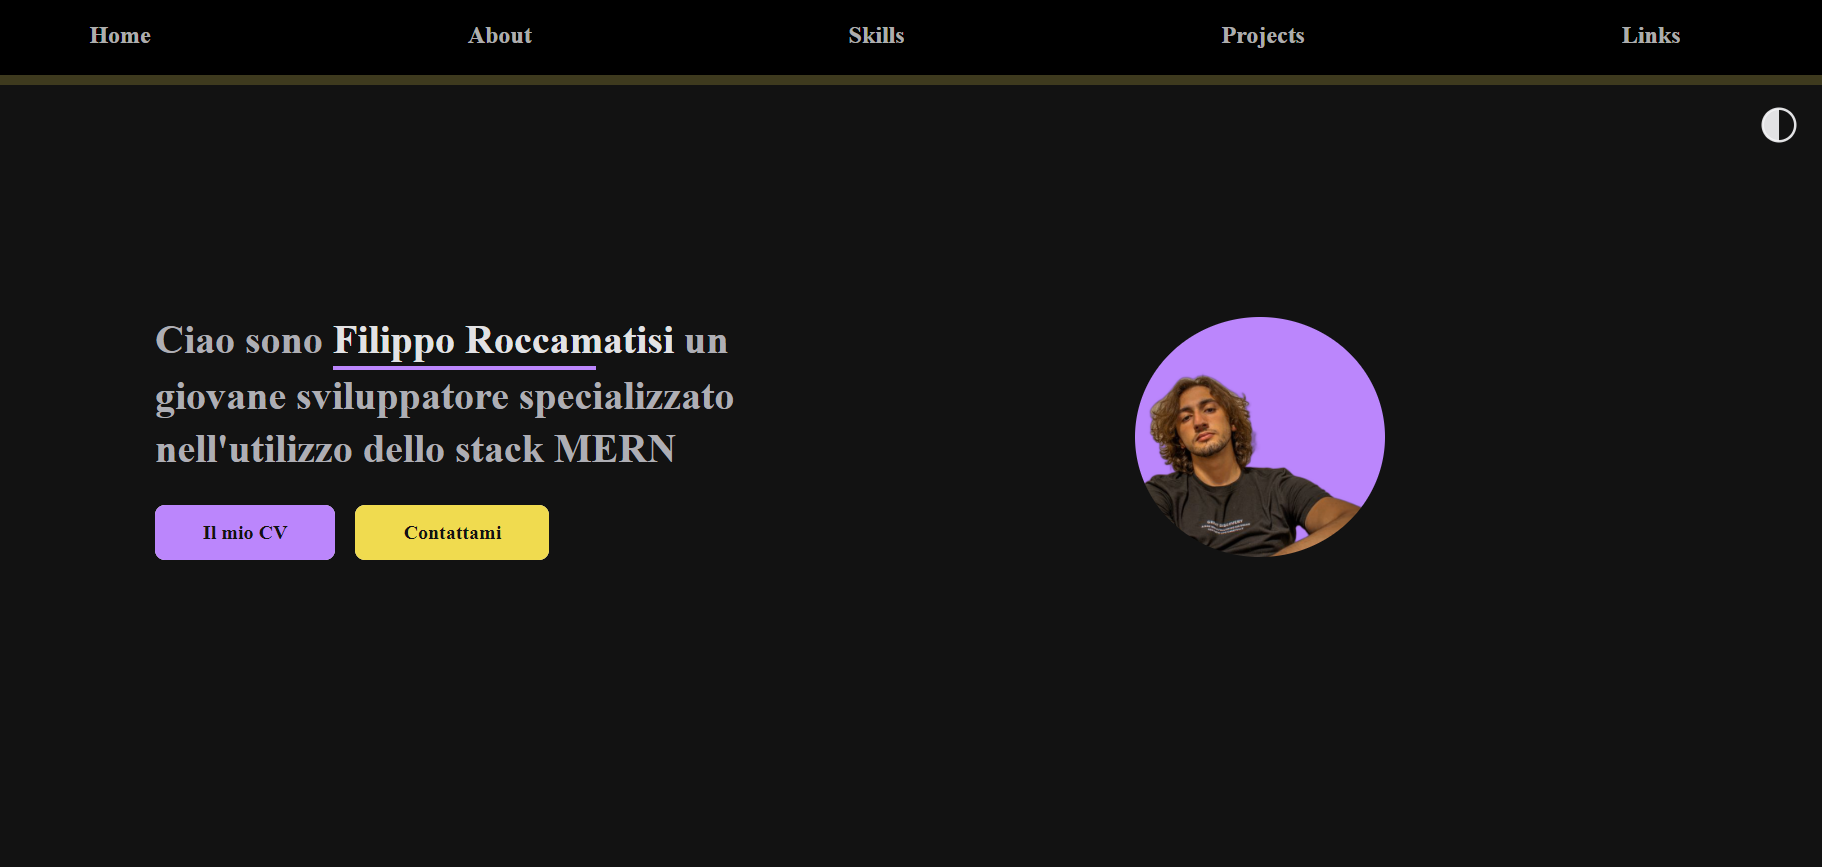 Home About Skills Projects Links
Ciao sono Filippo Roccamatisi un
giovane sviluppatore specializzato
nell'utilizzo dello stack MERN
Il mio CV Contattami